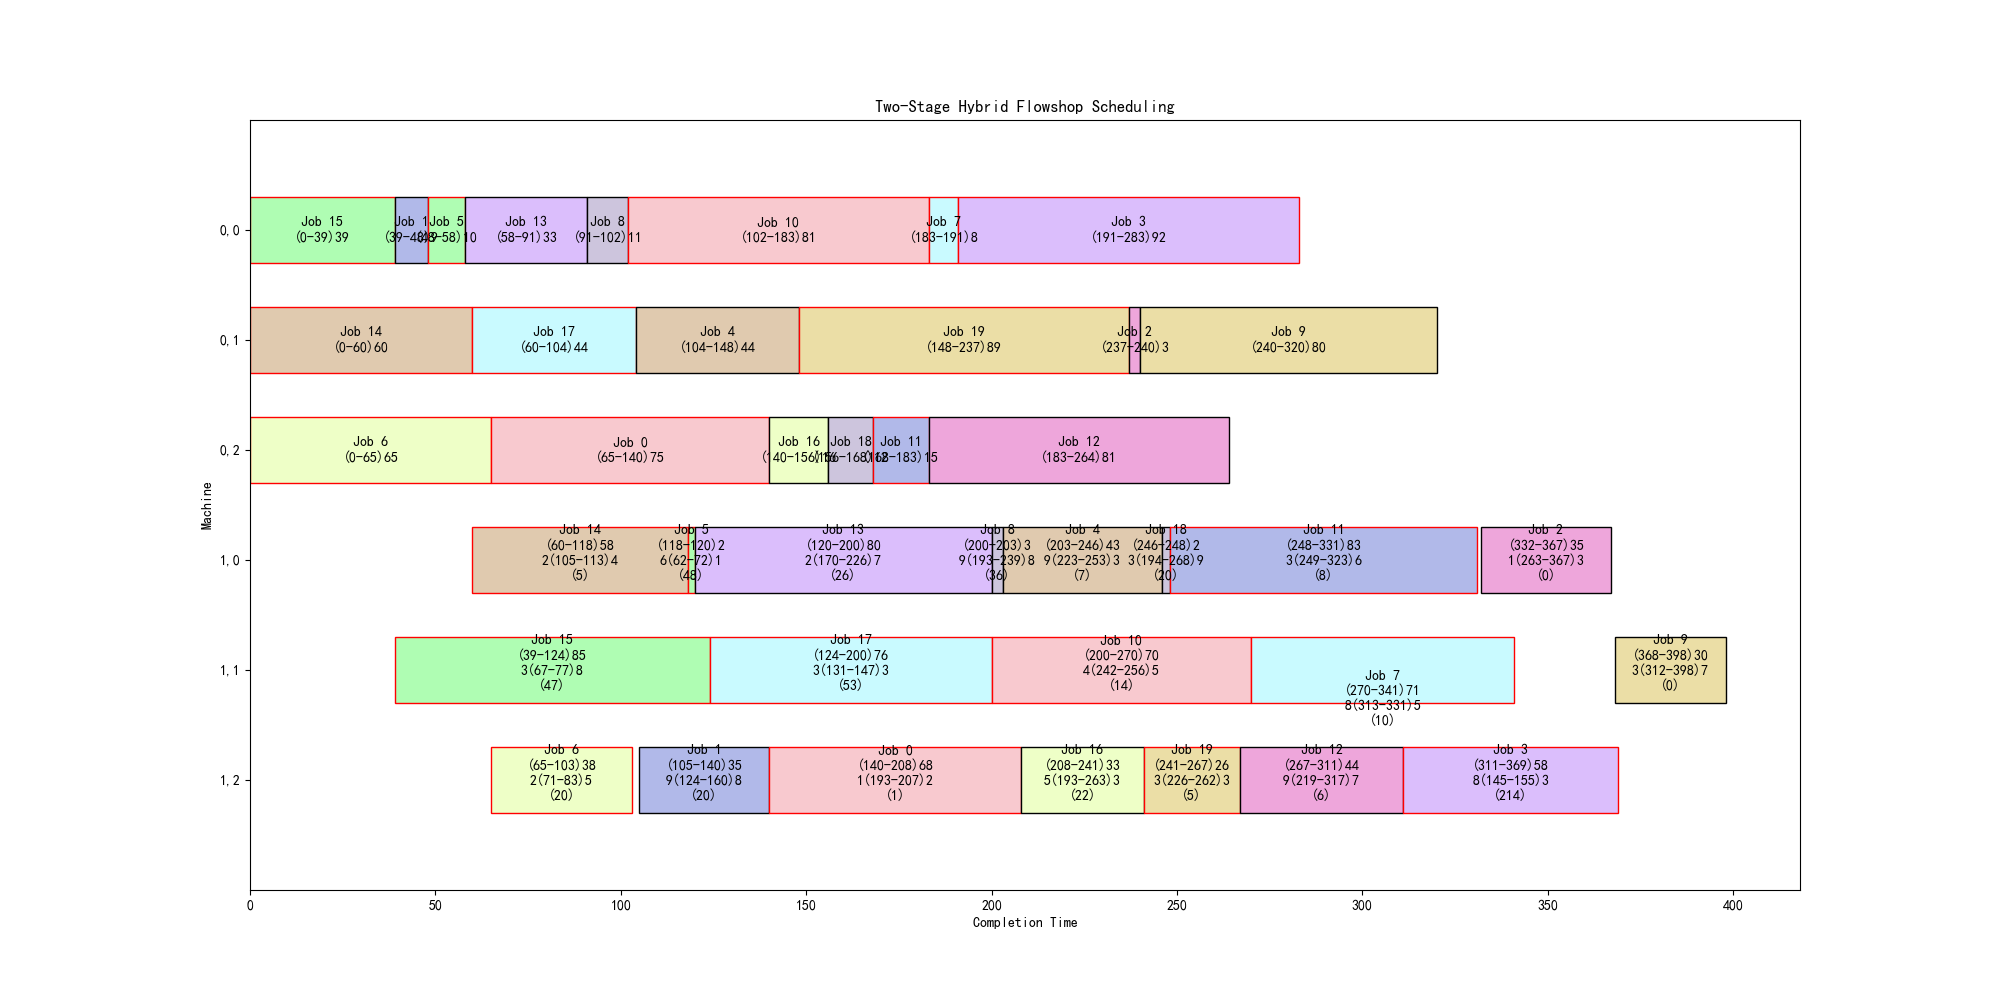 Two-Stage Hybrid Flowshop Scheduling
0,0
Job 15
(0-39)39
Job 1
(39-48)9
Job 5
(48-58)10
Job 13
(58-91)33
Job 8
(91-102)11
Job 10
(102-183)81
Job 7
(183-191)8
Job 3
(191-283)92
0,1
Job 14
(0-60)60
Job 17
(60-104)44
Job 4
(104-148)44
Job 19
(148-237)89
Job 2
(237-240)3
Job 9
(240-320)80
0,2
Job 6
(0-65)65
Job 0
(65-140)75
Job 16
(140-156)16
Job 18
(156-168)12
Job 11
(168-183)15
Job 12
(183-264)81
Machine
1,0
Job 14
(60-118)58
2(105-113)4
(5)
Job 5
(118-120)2
6(62-72)1
(48)
Job 13
(120-200)80
2(170-226)7
(26)
Job 8
(200-203)3
9(193-239)8
(36)
Job 4
(203-246)43
9(223-253)3
(7)
Job 18
(246-248)2
3(194-268)9
(20)
Job 11
(248-331)83
3(249-323)6
(8)
Job 2
(332-367)35
1(263-367)3
(0)
1,1
Job 15
(39-124)85
3(67-77)8
(47)
Job 17
(124-200)76
3(131-147)3
(53)
Job 10
(200-270)70
4(242-256)5
(14)
Job 7
(270-341)71
8(313-331)5
(10)
Job 9
(368-398)30
3(312-398)7
(0)
1,2
Job 6
(65-103)38
2(71-83)5
(20)
Job 1
(105-140)35
9(124-160)8
(20)
Job 0
(140-208)68
1(193-207)2
(1)
Job 16
(208-241)33
5(193-263)3
(22)
Job 19
(241-267)26
3(226-262)3
(5)
Job 12
(267-311)44
9(219-317)7
(6)
Job 3
(311-369)58
8(145-155)3
(214)
0 50 100 150 200 250 300 350 400
Completion Time